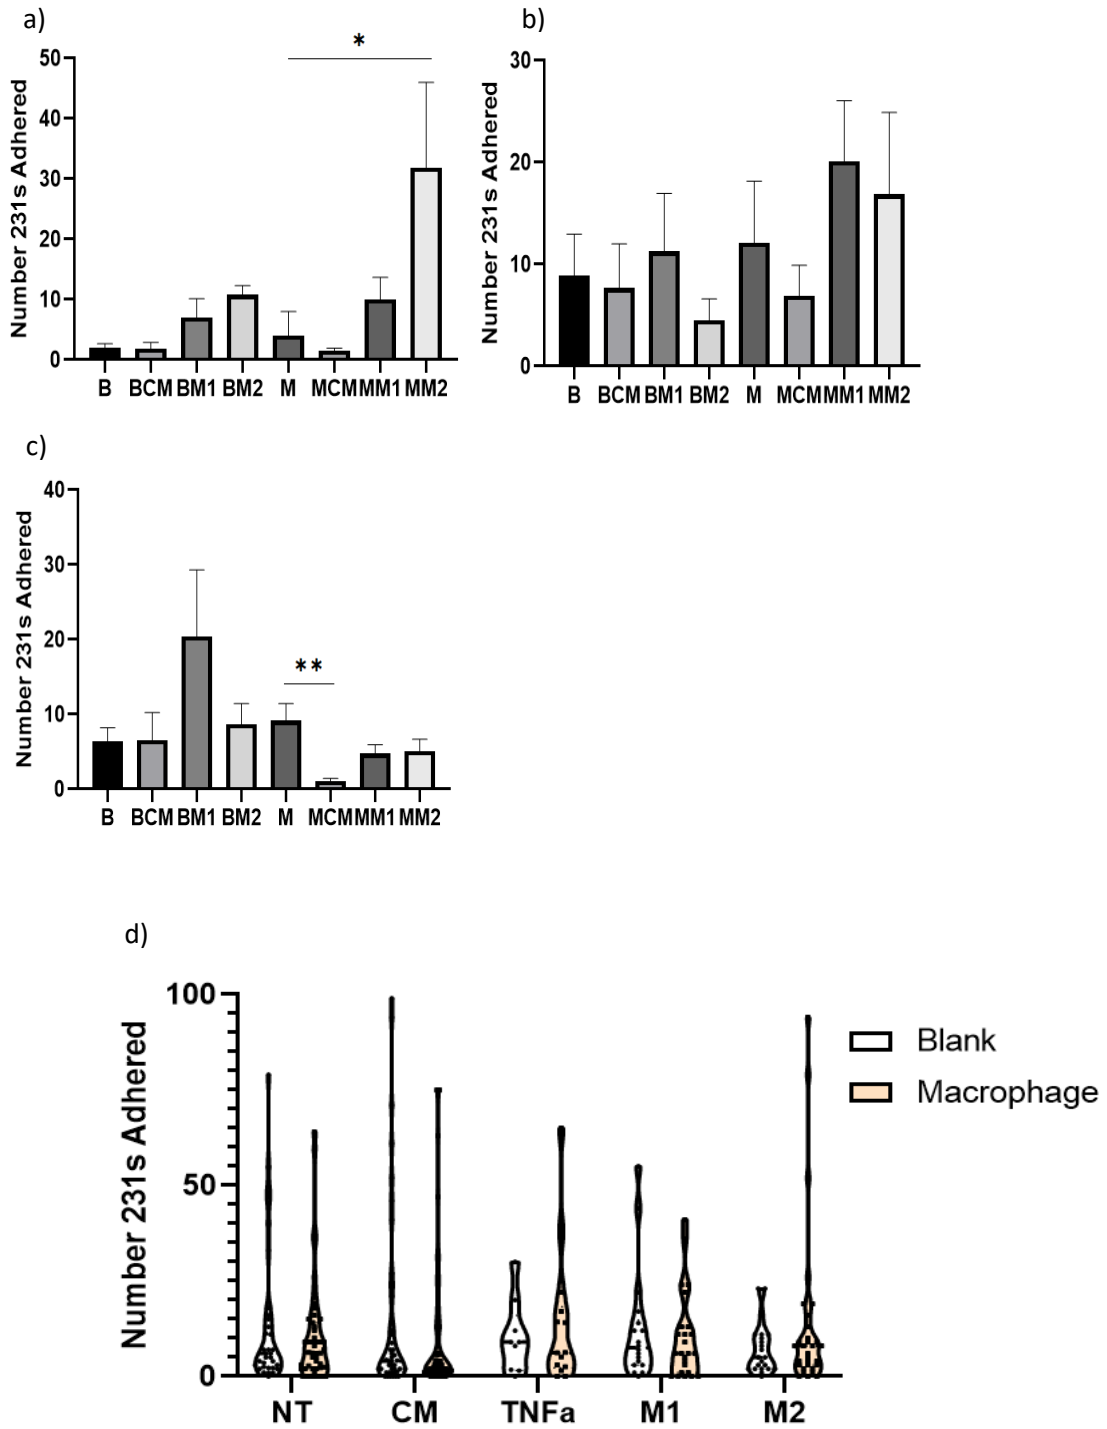 a)
*
50
40
30
20
10
0
Number 231s Adhered
B BCM BM1 BM2 M MCM MM1 MM2
b)
30
20
10
0
Number 231s Adhered
B BCM BM1 BM2 M MCM MM1 MM2
c)
40
30
20
10
0
Number 231s Adhered
**
B BCM BM1 BM2 M MCM MM1 MM2
d)
100
50
0
Number 231s Adhered
NT CM TNFa M1 M2
Blank
Macrophage